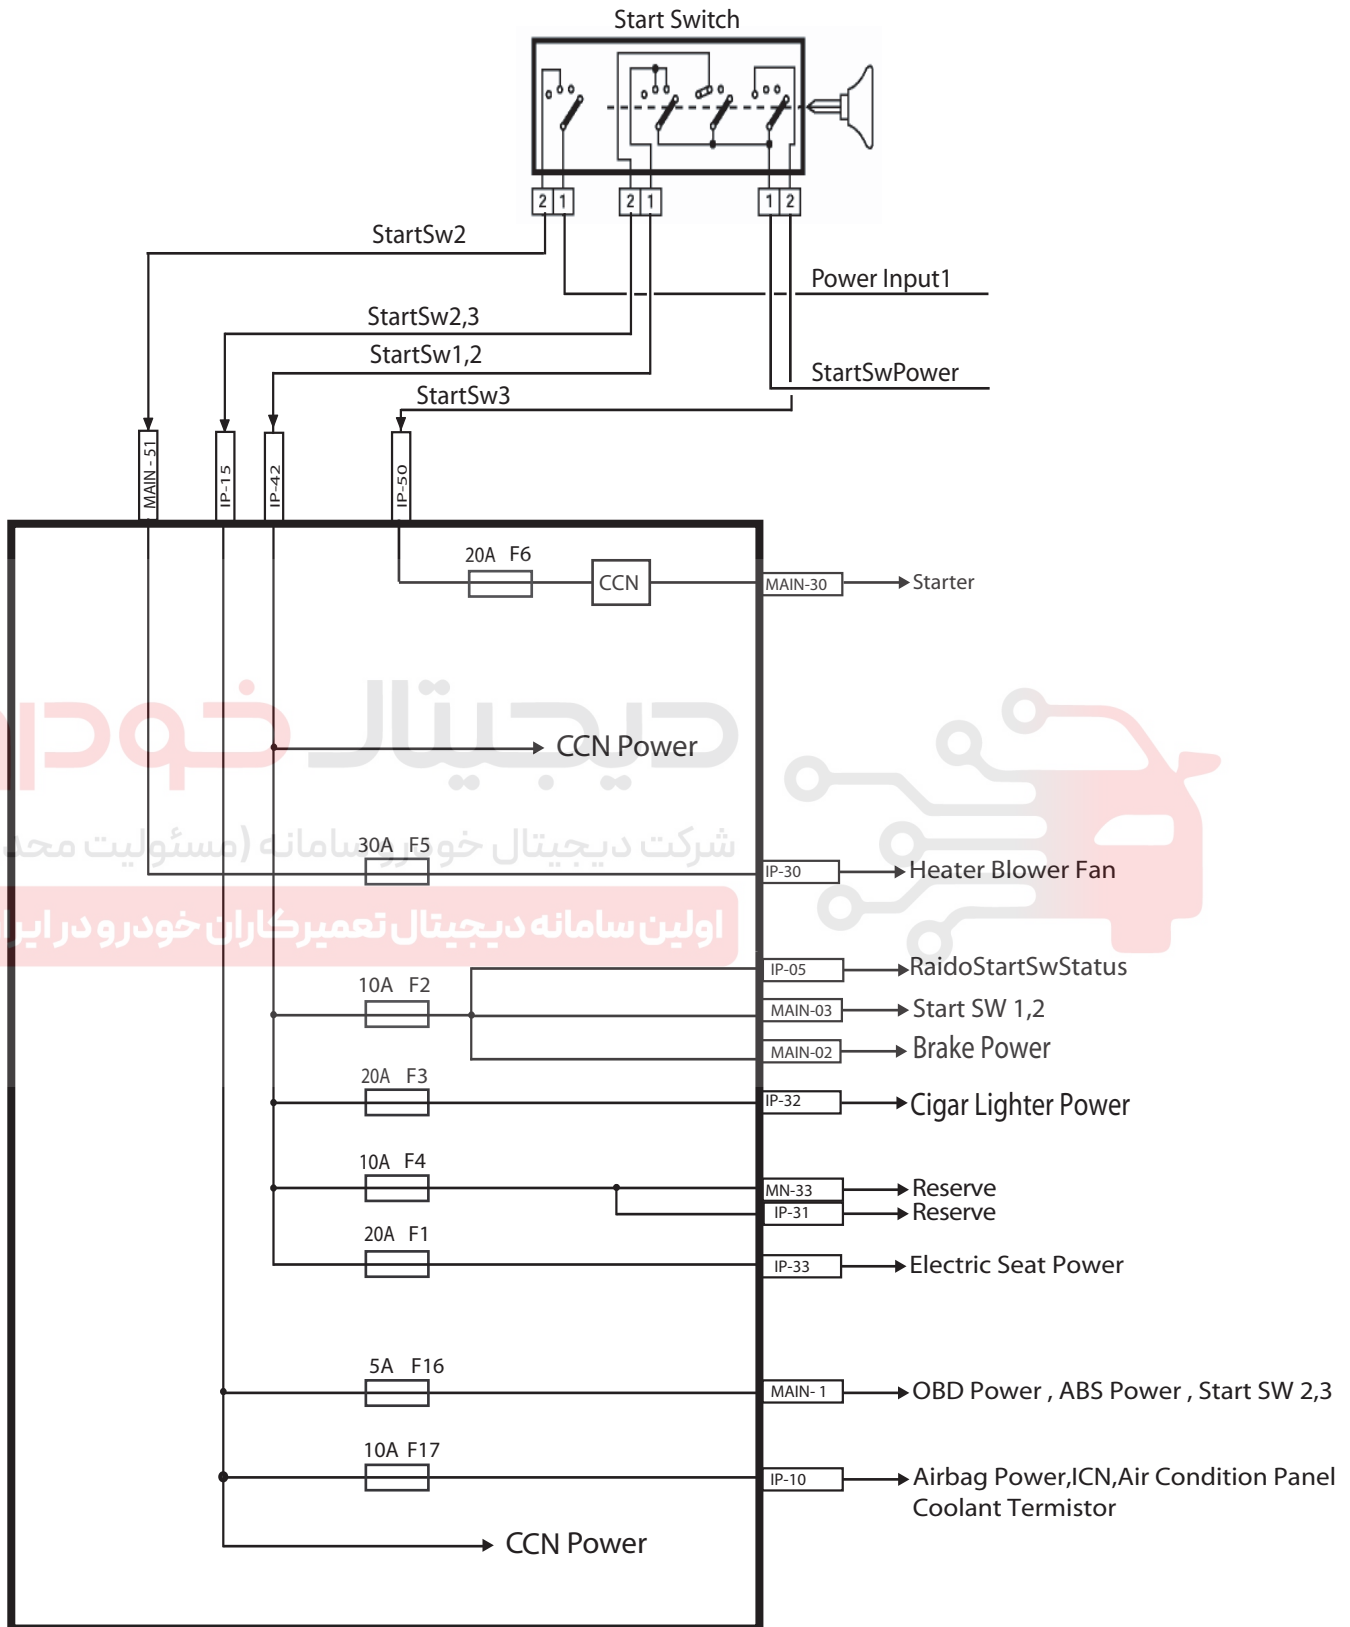 Start Switch
2 1
2 1
1 2
StartSw2
Power Input1
StartSw2,3
StartSw1,2
StartSwPower
StartSw3
MAIN - 51
IP-15
IP-42
IP-50
20A F6
CCN
MAIN-30
Starter
دیجیتال خودرو
CCN Power
شرکت دیجیتال خودرو سامانه (مسئولیت محد
30A F5
IP-30
Heater Blower Fan
اولین سامانه دیجیتال تعمیرکاران خودرو در ایرا
IP-05
RaidoStartSwStatus
10A F2
MAIN-03
Start SW 1,2
MAIN-02
Brake Power
20A F3
IP-32
Cigar Lighter Power
10A F4
MN-33
Reserve
IP-31
Reserve
20A F1
IP-33
Electric Seat Power
5A F16
MAIN- 1
OBD Power , ABS Power , Start SW 2,3
10A F17
IP-10
Airbag Power,ICN,Air Condition Panel
Coolant Termistor
CCN Power